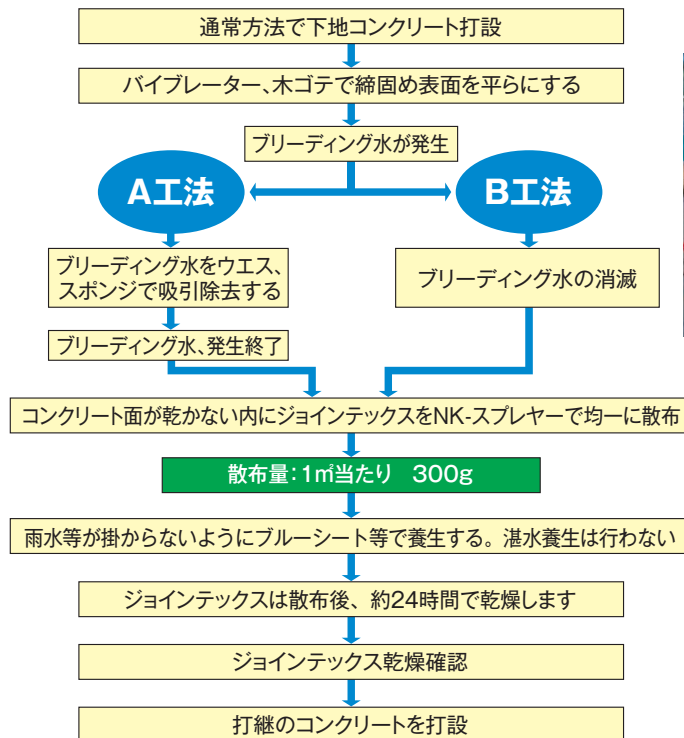 通常方法で下地コンクリート打設
バイブレーター、木ゴテで締固め表面を平らにする
ブリーディング水が発生
A工法
B工法
ブリーディング水をウエス、
スポンジで吸引除去する
ブリーディング水の消滅
ブリーディング水、発生終了
コンクリート面が乾かない内にジョインテックスをNK-スプレヤーで均一に散布
散布量：1㎡当たり　300g
雨水等が掛からないようにブルーシート等で養生する。湛水養生は行わない
ジョインテックスは散布後、約24時間で乾燥します
ジョインテックス乾燥確認
打継のコンクリートを打設